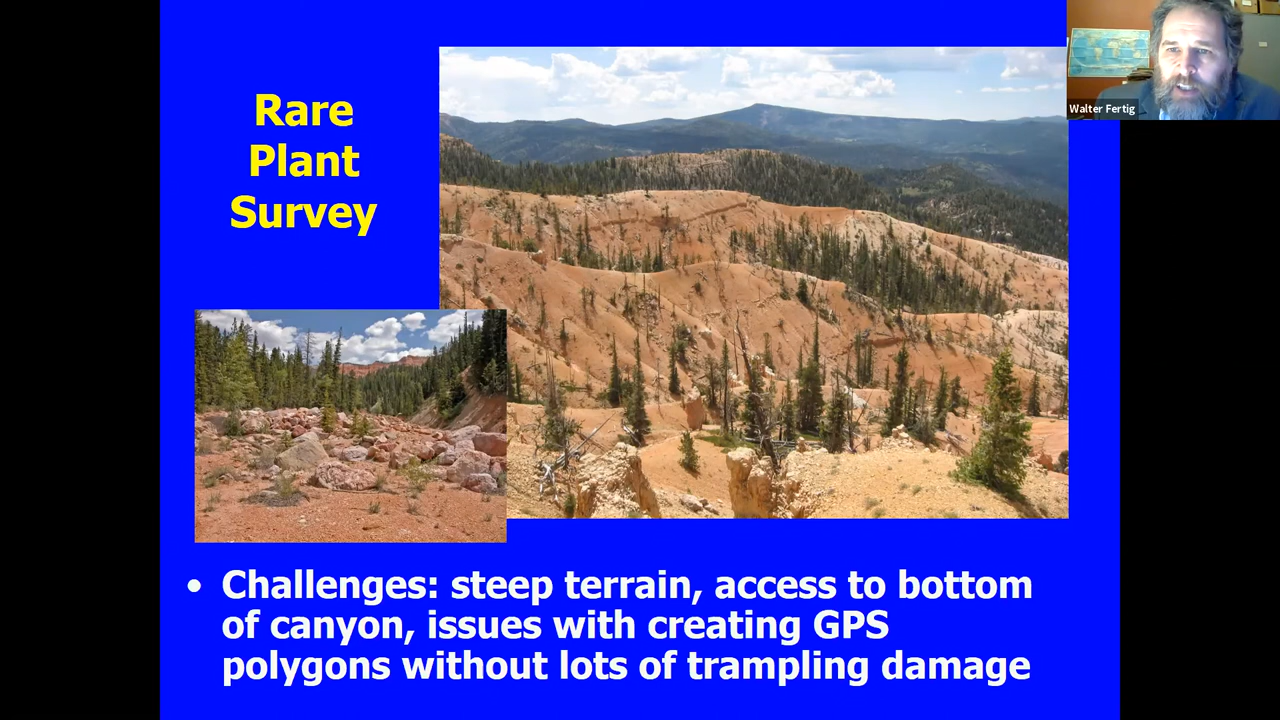 Rare
Plant
Survey
Walter Fertig
• Challenges: steep terrain, access to bottom
of canyon, issues with creating GPS
polygons without lots of trampling damage